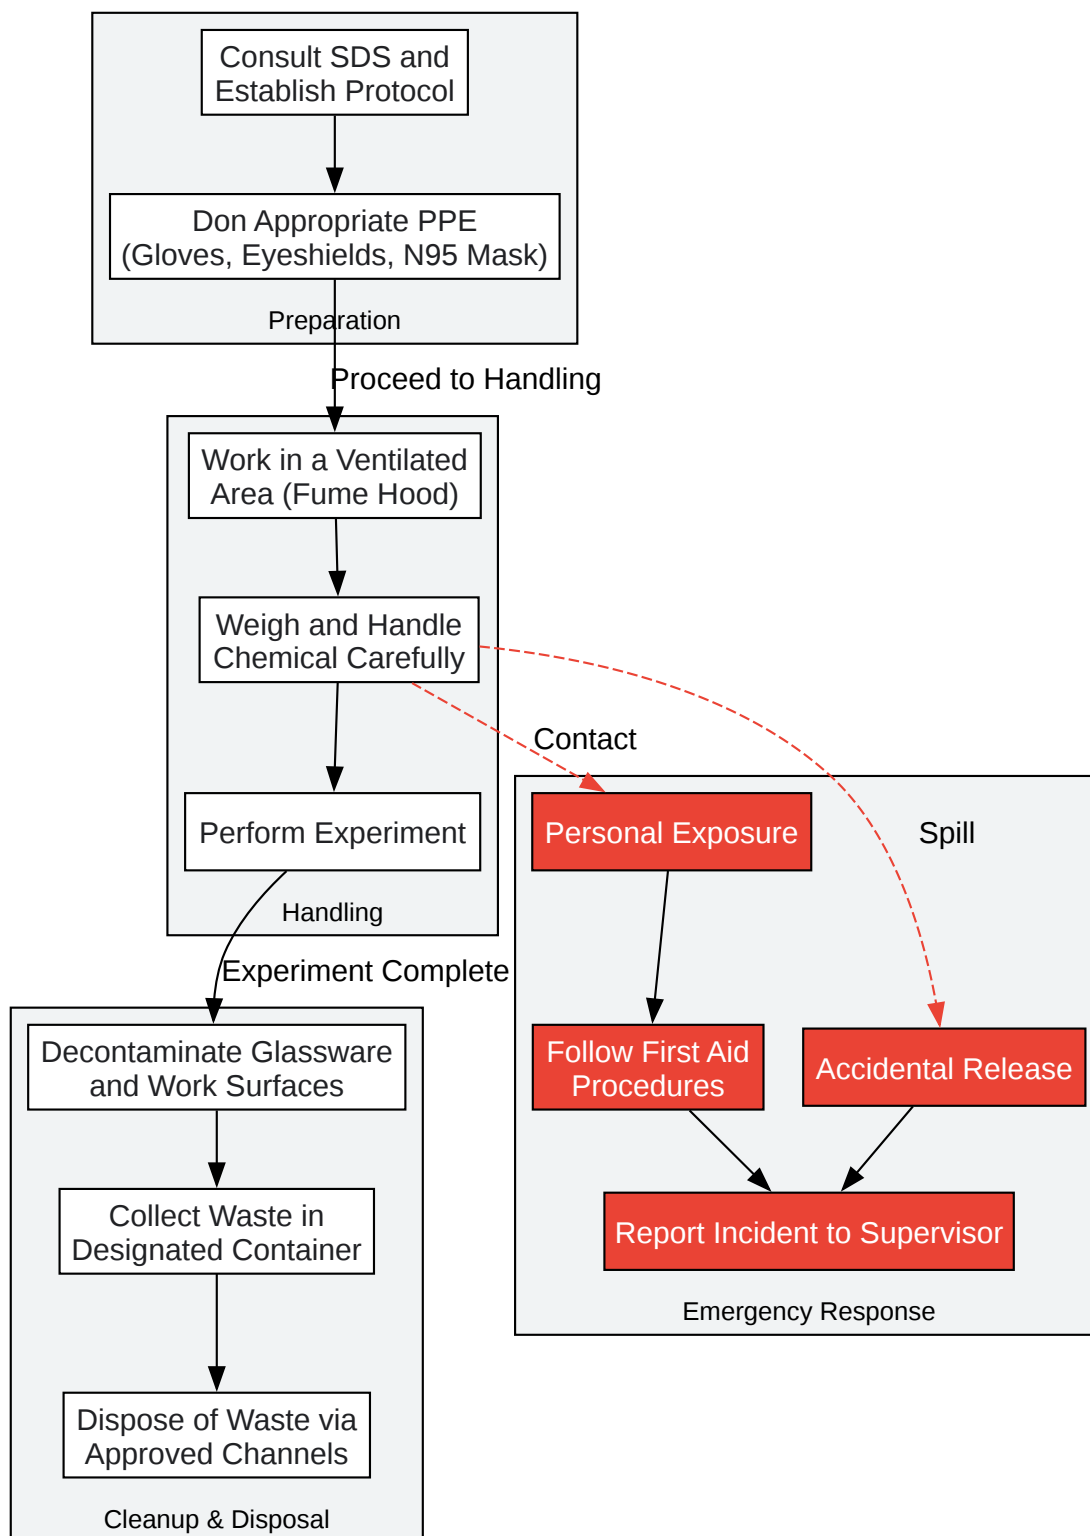 Consult SDS and
Establish Protocol
Don Appropriate PPE
(Gloves, Eyeshields, N95 Mask)
Preparation
Proceed to Handling
Work in a Ventilated
Area (Fume Hood)
Weigh and Handle
Chemical Carefully
Contact
Perform Experiment
Personal Exposure
Spill
Handling
Experiment Complete
Decontaminate Glassware
and Work Surfaces
Follow First Aid
Procedures
Accidental Release
Collect Waste in
Designated Container
Report Incident to Supervisor
Emergency Response
Dispose of Waste via
Approved Channels
Cleanup & Disposal